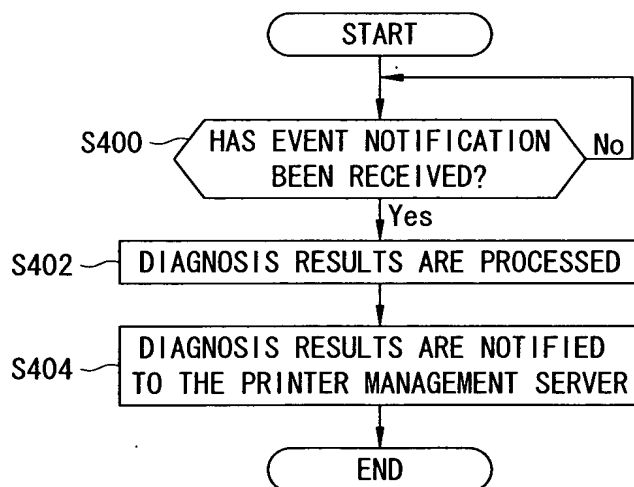 START
S400
HAS EVENT NOTIFICATION
BEEN RECEIVED?
No
Yes
S402
DIAGNOSIS RESULTS ARE PROCESSED
S404
DIAGNOSIS RESULTS ARE NOTIFIED
TO THE PRINTER MANAGEMENT SERVER
END